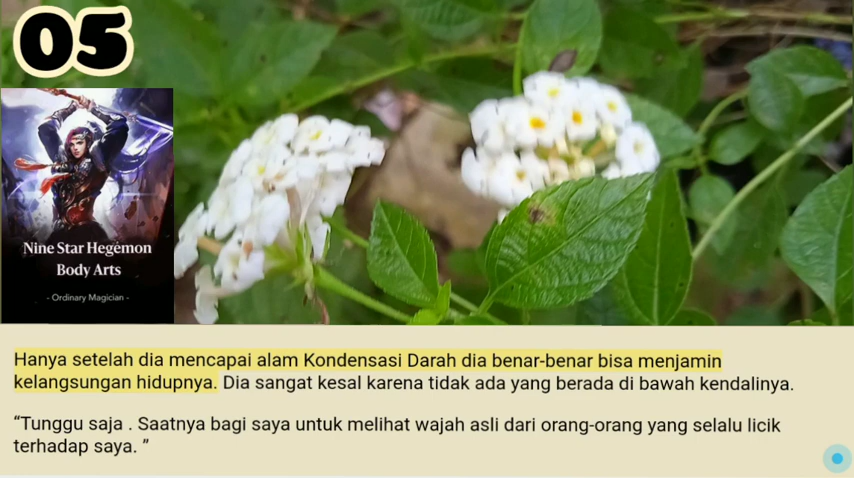 05
Nine Star Hegemon
Body Arts
- Ordinary Magician -
Hanya setelah dia mencapai alam Kondensasi Darah dia benar-benar bisa menjamin
kelangsungan hidupnya. Dia sangat kesal karena tidak ada yang berada di bawah kendalinya.
“Tunggu saja . Saatnya bagi saya untuk melihat wajah asli dari orang-orang yang selalu licik
terhadap saya. ”